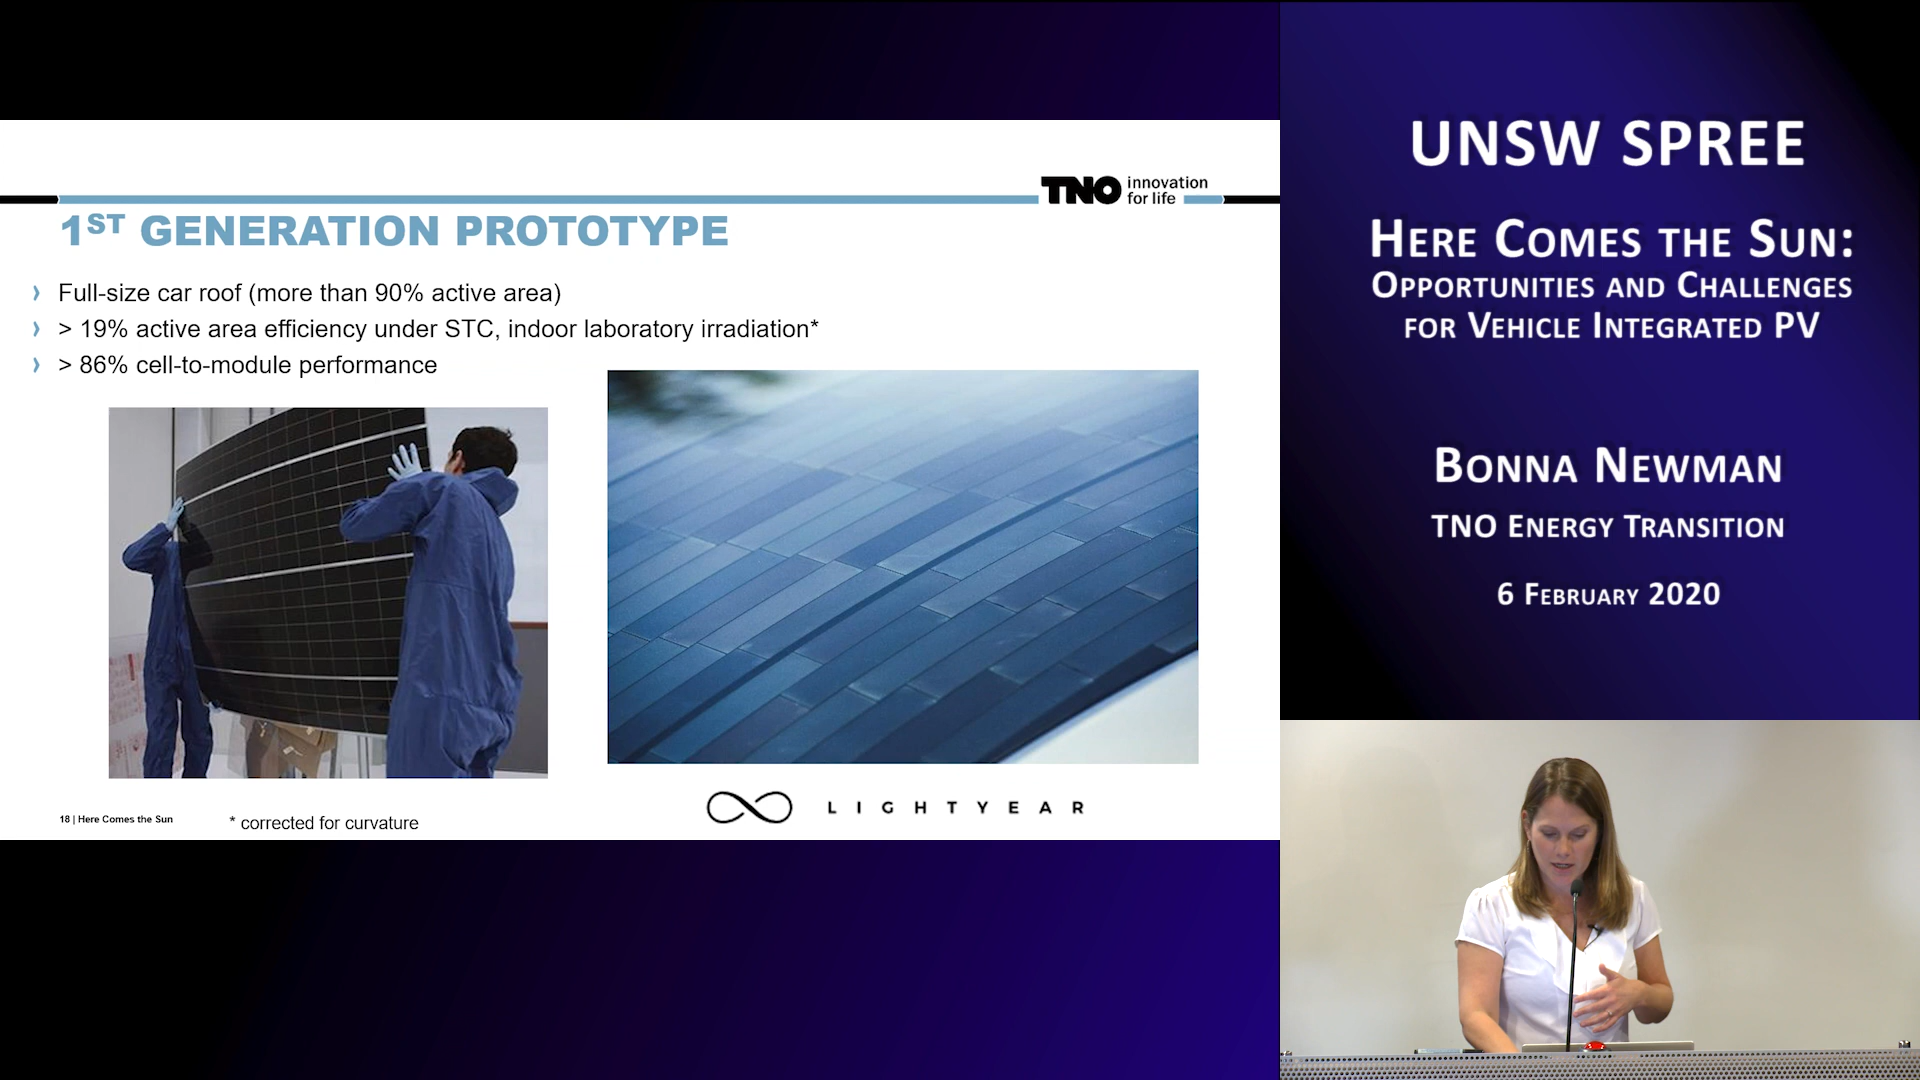 TNO innovation
for life
1ST GENERATION PROTOTYPE
› Full-size car roof (more than 90% active area)
› > 19% active area efficiency under STC, indoor laboratory irradiation*
› > 86% cell-to-module performance
LIGHTYEAR
18 | Here Comes the Sun
* corrected for curvature
UNSW SPREE
HERE COMES THE SUN:
OPPORTUNITIES AND CHALLENGES
FOR VEHICLE INTEGRATED PV
BONNA NEWMAN
TNO ENERGY TRANSITION
6 FEBRUARY 2020